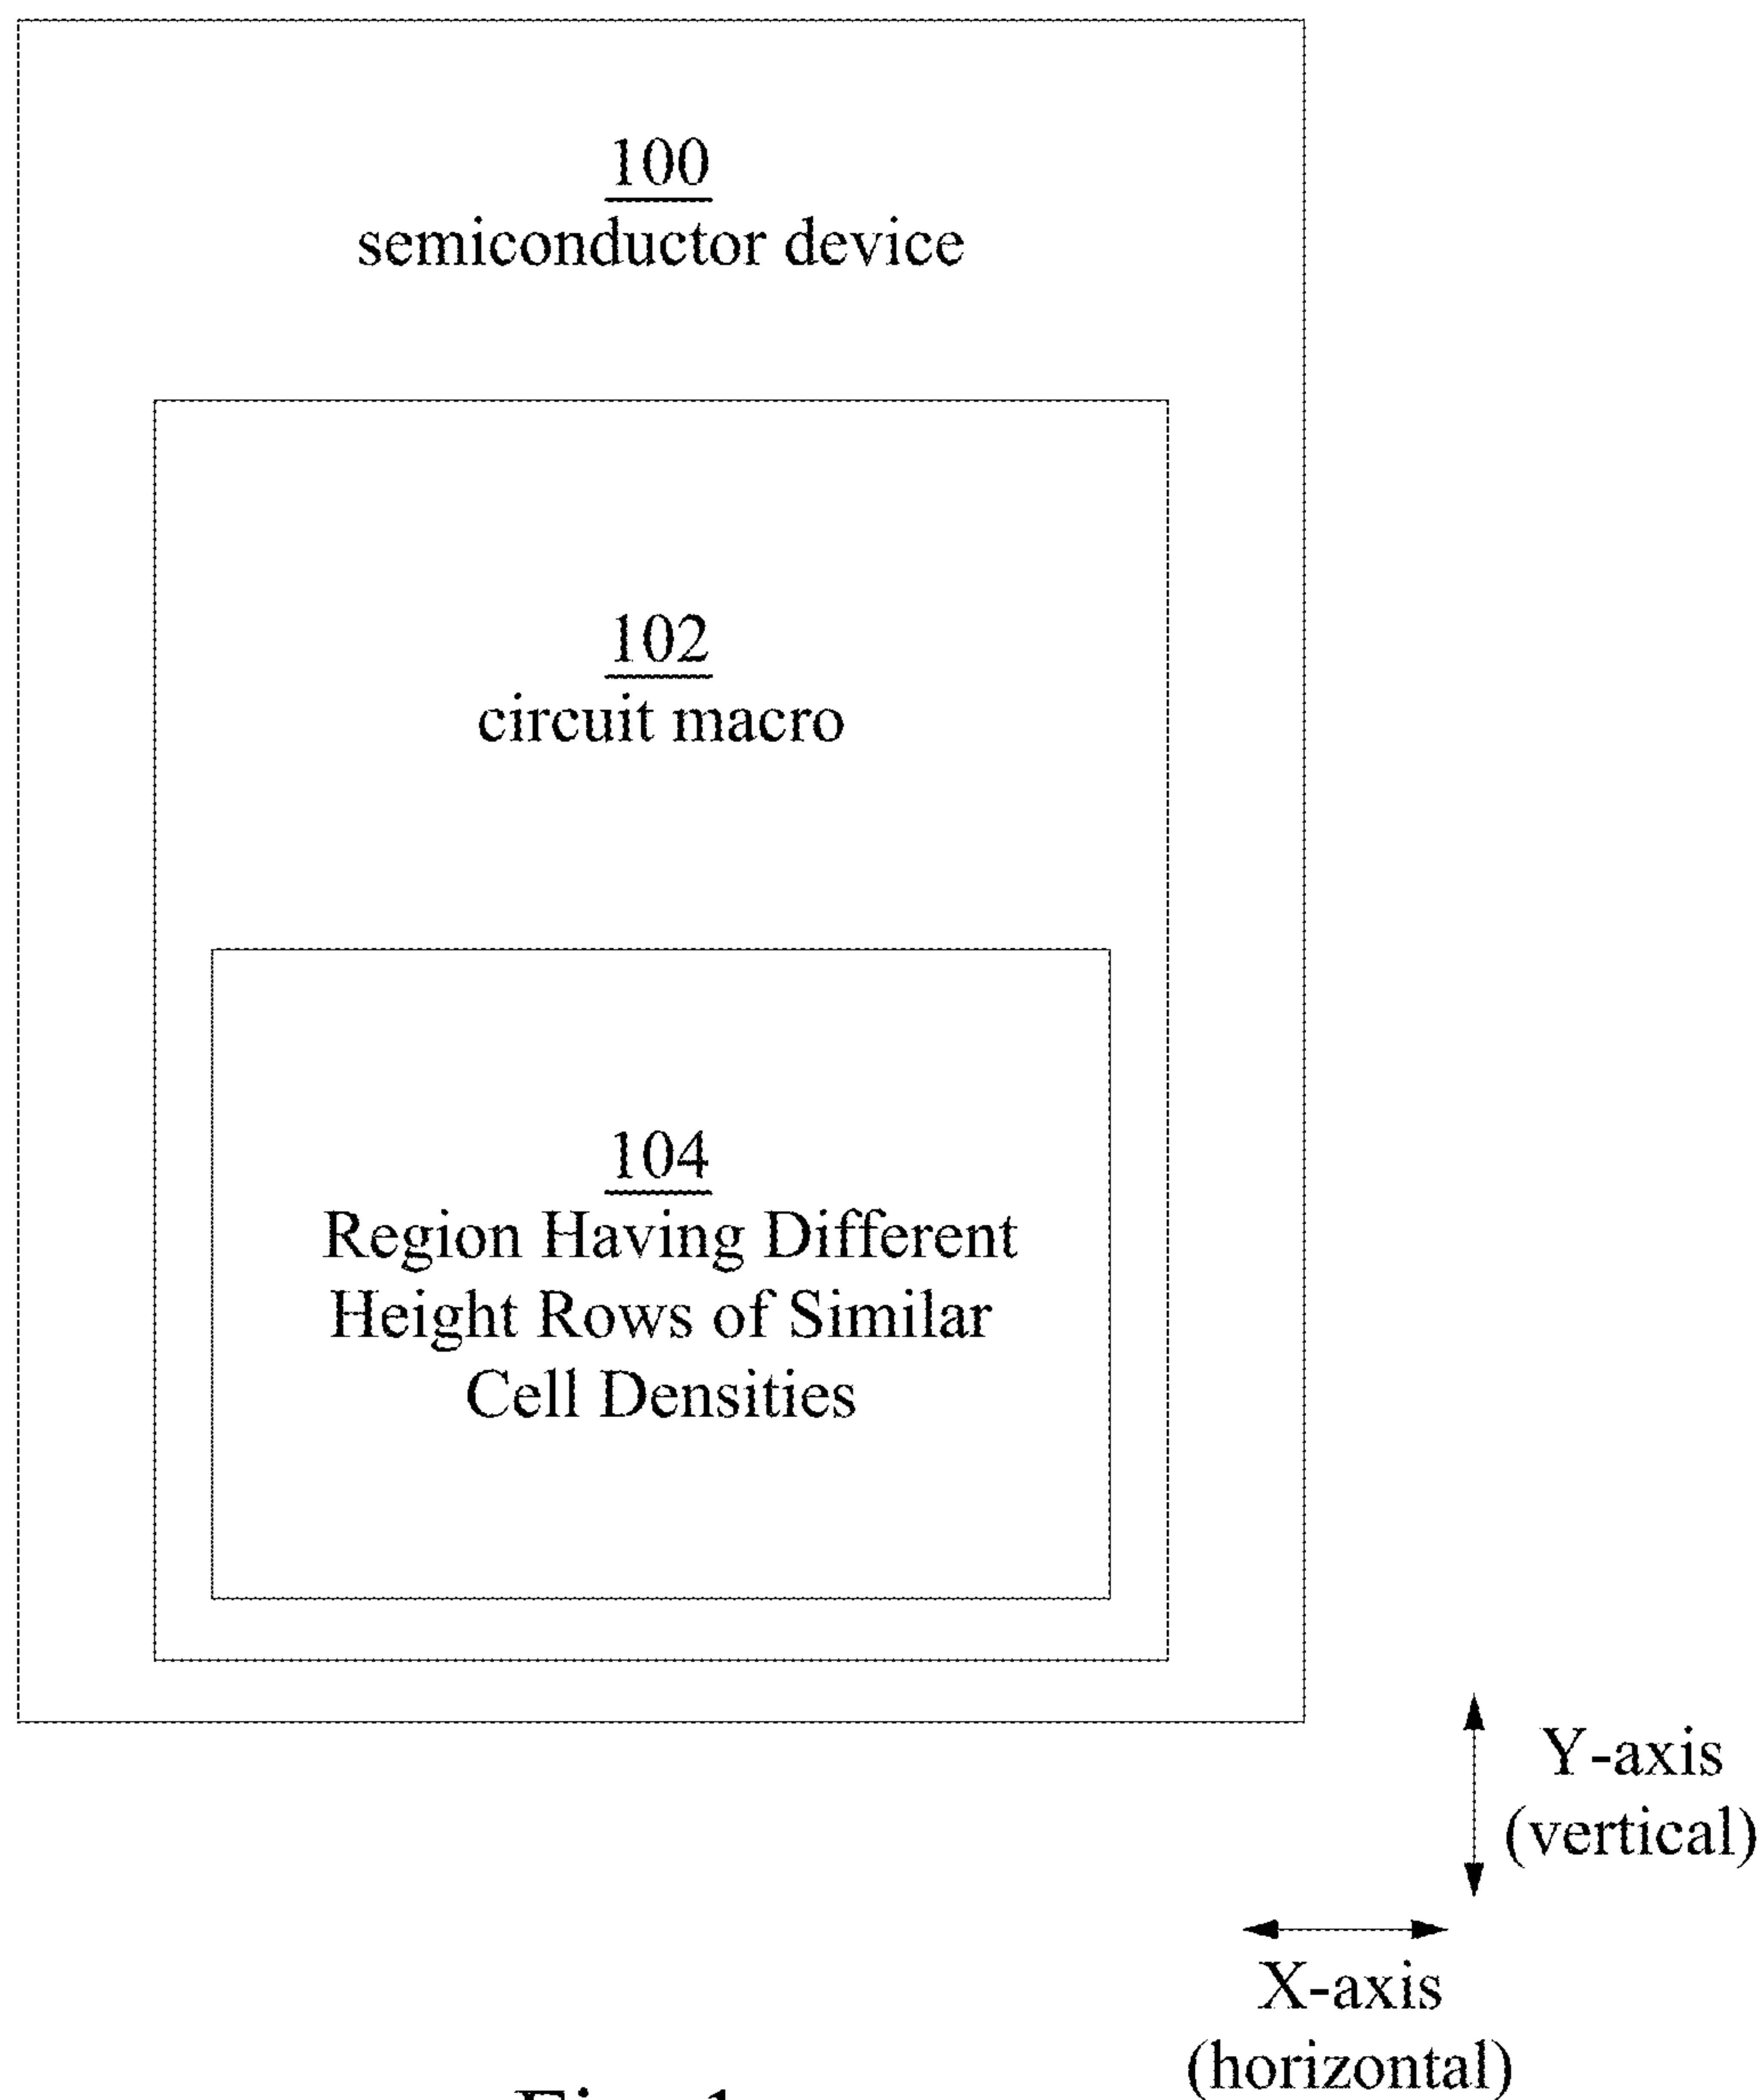 100
semiconductor device
102
circuit macro
104
Region Having Different
Height Rows of Similar
Cell Densities
Y-axis
(vertical)
X-axis
(horizontal)